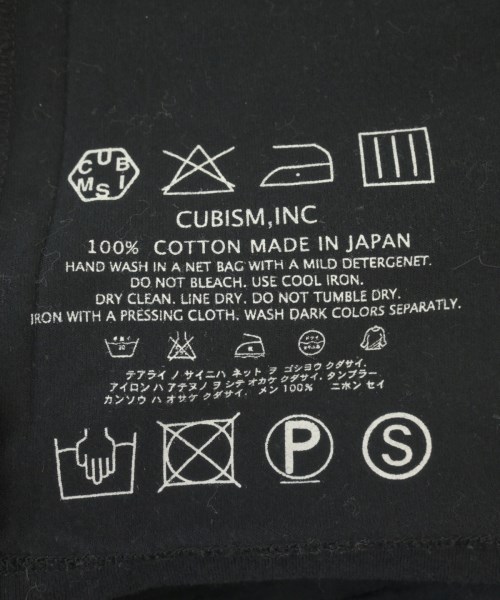 CUBISM
CUBISM,INC
100% COTTON MADE IN JAPAN
HAND WASH IN A NET BAG WITH A MILD DETERGENET.
DO NOT BLEACH. USE COOL IRON.
DRY CLEAN. LINE DRY. DO NOT TUMBLE DRY.
IRON WITH A PRESSING CLOTH. WASH DARK COLORS SEPARATLY.
手洗イ 30
テアライ ノ サイニハ ネット ヲ ゴシヨウ クダサイ.
アイロン ハ アテヌノ ヲ シテ オカケ クダサイ. タンブラー
カンソウ ハ オサケ クダサイ. メン 100% ニホン セイ
P S